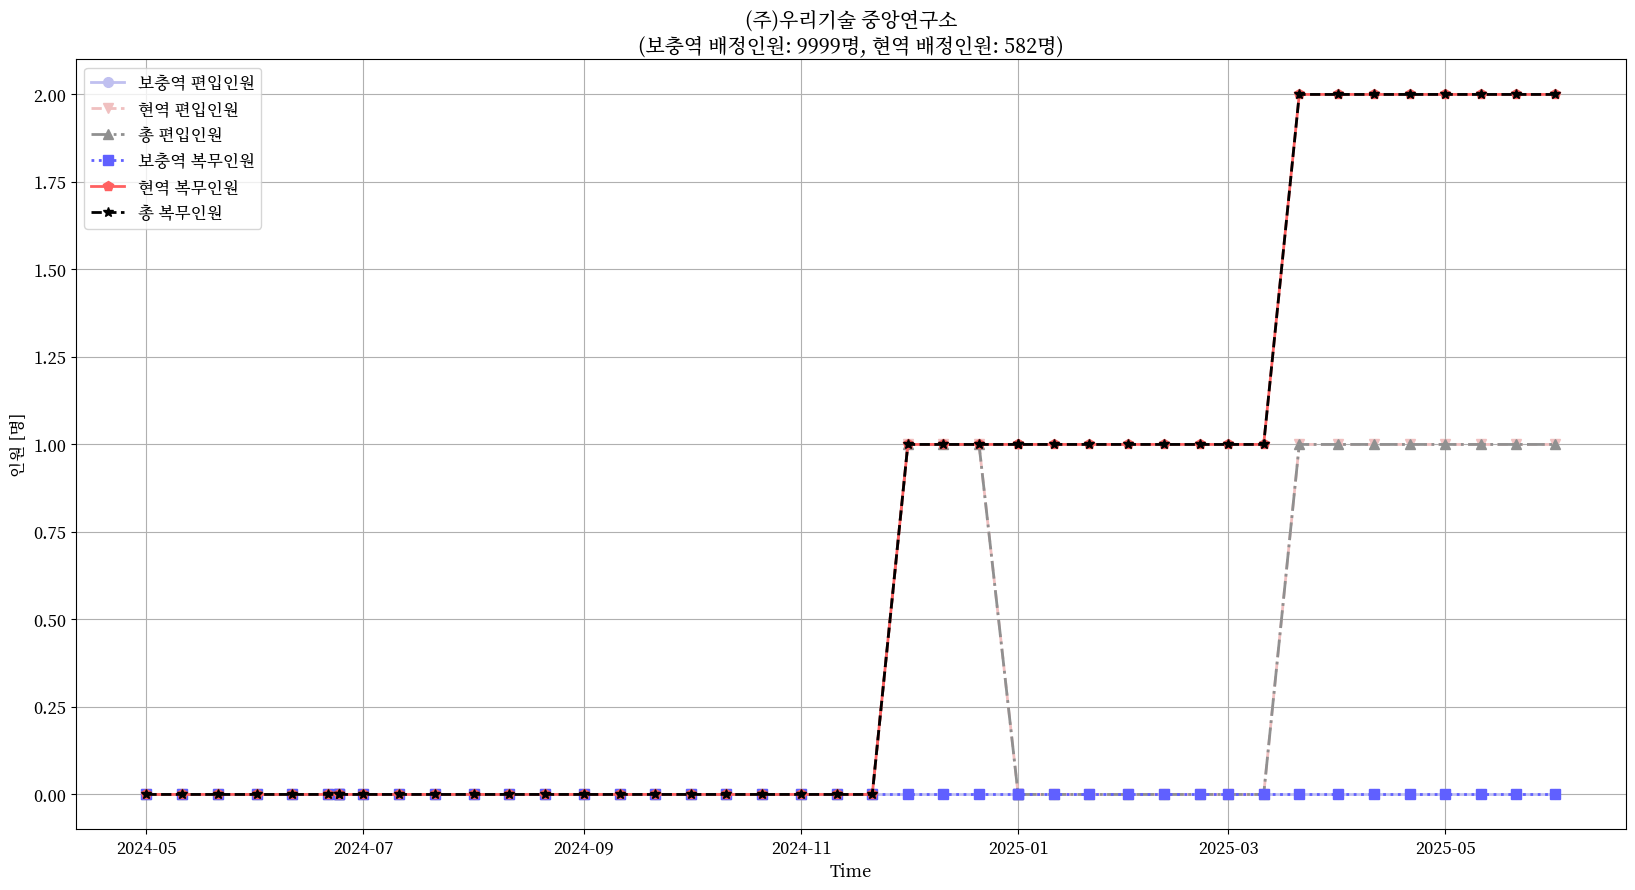 (주)우리기술 중앙연구소
(보충역 배정인원: 9999명, 현역 배정인원: 582명)
보충역 편입인원
현역 편입인원
총 편입인원
보충역 복무인원
현역 복무인원
총 복무인원
인원 [명]
2.00
1.75
1.50
1.25
1.00
0.75
0.50
0.25
0.00
2024-05
2024-07
2024-09
2024-11
2025-01
2025-03
2025-05
Time